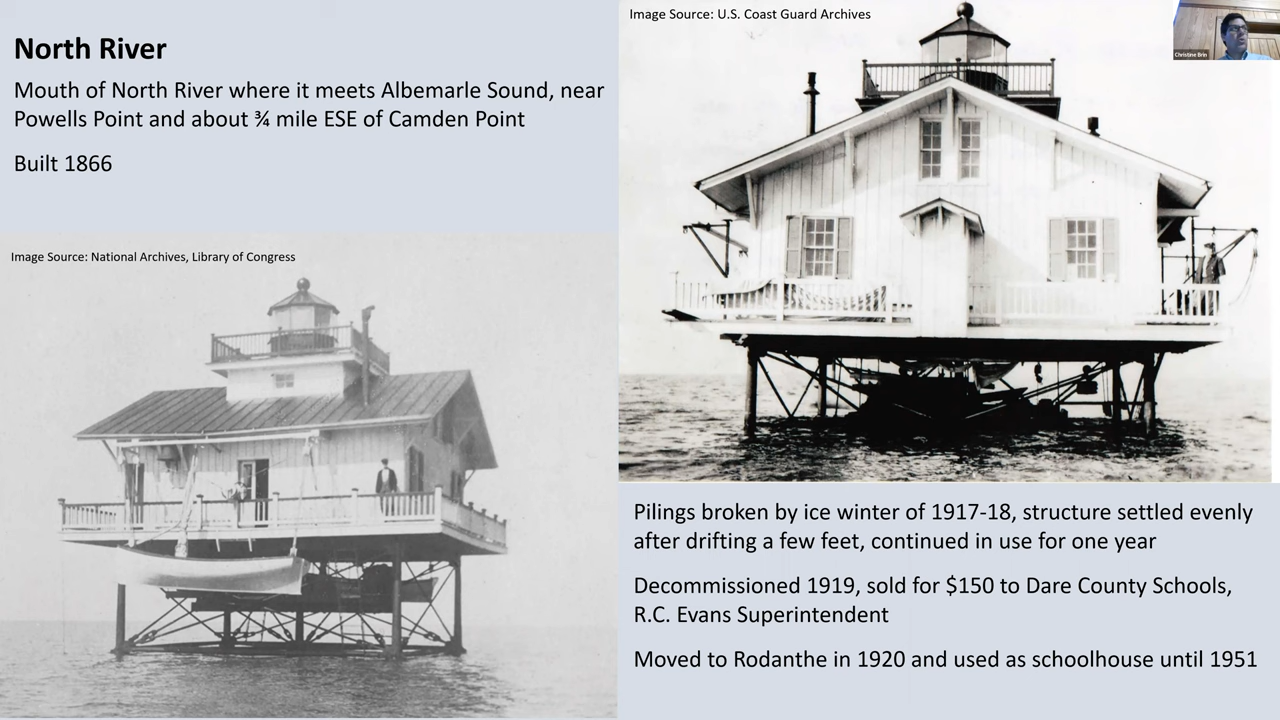 North River
Mouth of North River where it meets Albemarle Sound, near
Powells Point and about ¾ mile ESE of Camden Point
Built 1866
Image Source: National Archives, Library of Congress
Image Source: U.S. Coast Guard Archives
Christine Brin
Pilings broken by ice winter of 1917-18, structure settled evenly
after drifting a few feet, continued in use for one year
Decommissioned 1919, sold for $150 to Dare County Schools,
R.C. Evans Superintendent
Moved to Rodanthe in 1920 and used as schoolhouse until 1951